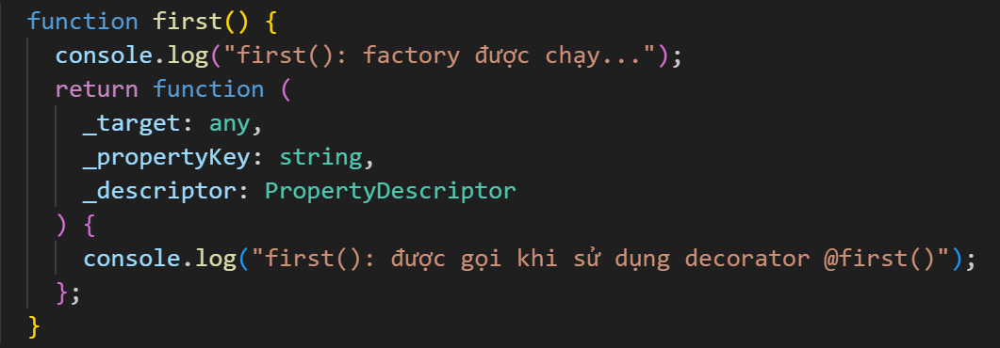 function first() {
  console.log("first(): factory được chạy...");
  return function (
    _target: any,
    _propertyKey: string,
    _descriptor: PropertyDescriptor
  ) {
    console.log("first(): được gọi khi sử dụng decorator @first()");
  };
}